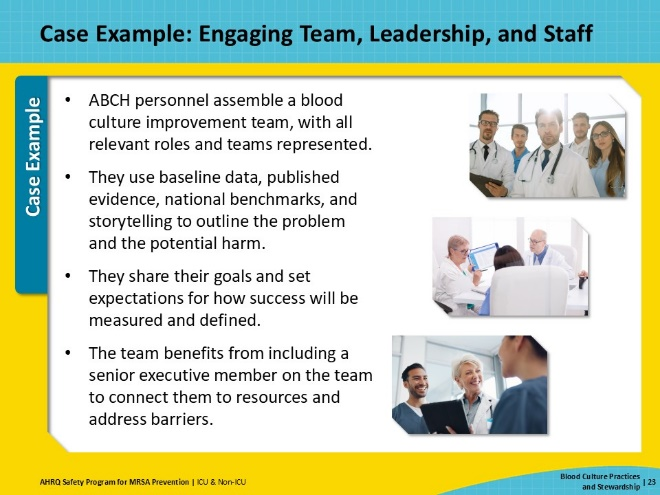 Case Example: Engaging Team, Leadership, and Staff
Case Example
• ABCH personnel assemble a blood
culture improvement team, with all
relevant roles and teams represented.
• They use baseline data, published
evidence, national benchmarks, and
storytelling to outline the problem
and the potential harm.
• They share their goals and set
expectations for how success will be
measured and defined.
• The team benefits from including a
senior executive member on the team
to connect them to resources and
address barriers.
AHRQ Safety Program for MRSA Prevention | ICU & Non-ICU
Blood Culture Practices
and Stewardship | 23